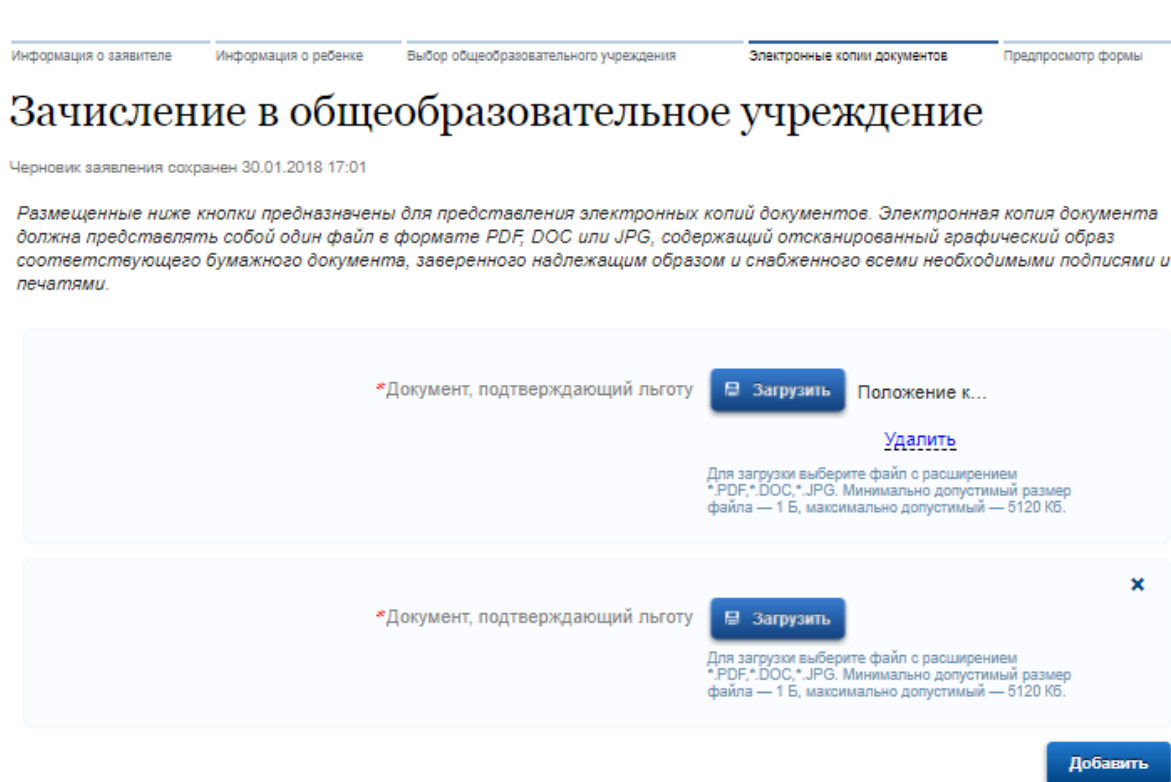 Информация о заявителе Информация о ребенке Выбор общеобразовательного учреждения Электронные копии документов Предпросмотр формы
Зачисление в общеобразовательное учреждение
Черновик заявления сохранен 30.01.2018 17:01
Размещенные ниже кнопки предназначены для представления электронных копий документов. Электронная копия документа
должна представлять собой один файл в формате PDF, DOC или JPG, содержащий отсканированный графический образ
соответствующего бумажного документа, заверенного надлежащим образом и снабженного всеми необходимыми подписями и
печатями.
*Документ, подтверждающий льготу Загрузить Положение к...
Удалить
Для загрузки выберите файл с расширением
*.PDF,*.DOC,*.JPG. Минимально допустимый размер
файла — 1 Б, максимально допустимый — 5120 Кб.
*Документ, подтверждающий льготу Загрузить
Для загрузки выберите файл с расширением
*.PDF,*.DOC,*.JPG. Минимально допустимый размер
файла — 1 Б, максимально допустимый — 5120 Кб.
Добавить